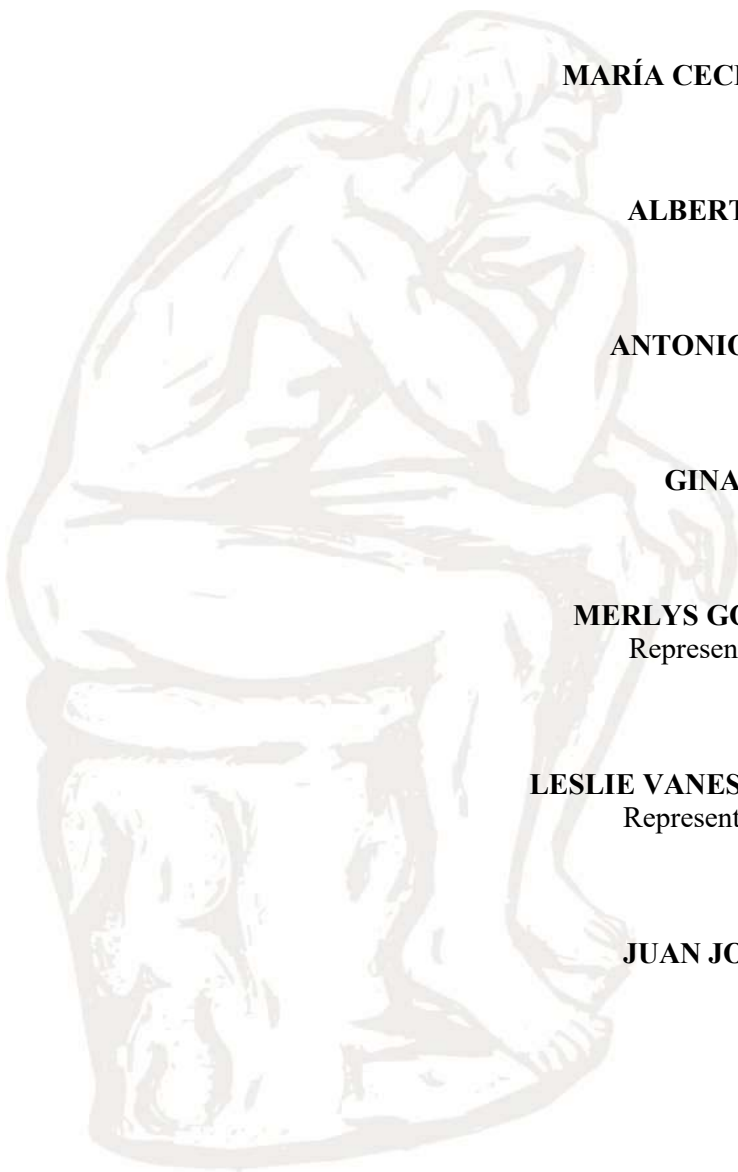 MARÍA CECI
ALBERT
ANTONIO
GINA
MERLYS GO
Represen
LESLIE VANES
Represent
JUAN JO